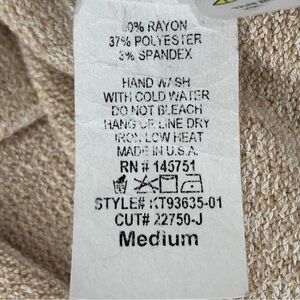 60% RAYON
37% POLYESTER
3% SPANDEX
HAND WASH
WITH COLD WATER
DO NOT BLEACH
HANG OR LINE DRY
IRON LOW HEAT
MADE IN U.S.A.
RN # 145751
STYLE# KT93635-01
CUT# 22750-J
Medium